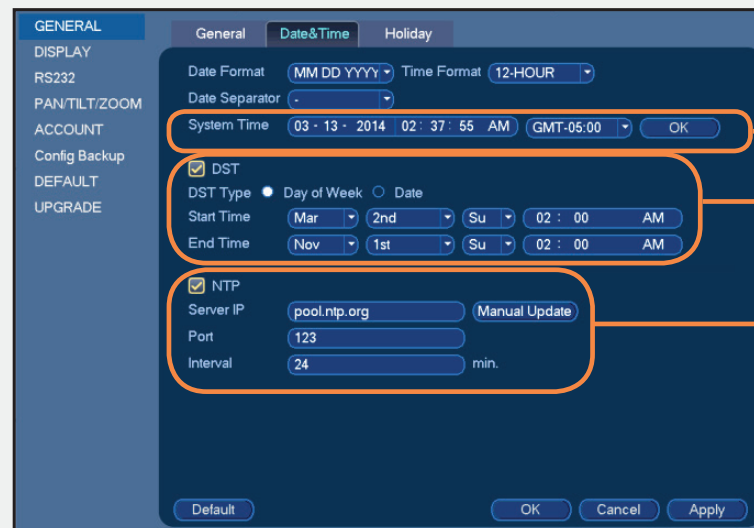 GENERAL
DISPLAY
RS232
PAN/TILT/ZOOM
ACCOUNT
Config Backup
DEFAULT
UPGRADE
General Date&Time Holiday
Date Format MM DD YYYY Time Format 12-HOUR
Date Separator -
System Time 03 - 13 - 2014 02 : 37 : 55 AM GMT-05:00 OK
DST
DST Type Day of Week Date
Start Time Mar 2nd Su 02 : 00 AM
End Time Nov 1st Su 02 : 00 AM
NTP
Server IP pool.ntp.org Manual Update
Port 123
Interval 24 min.
Default OK Cancel Apply